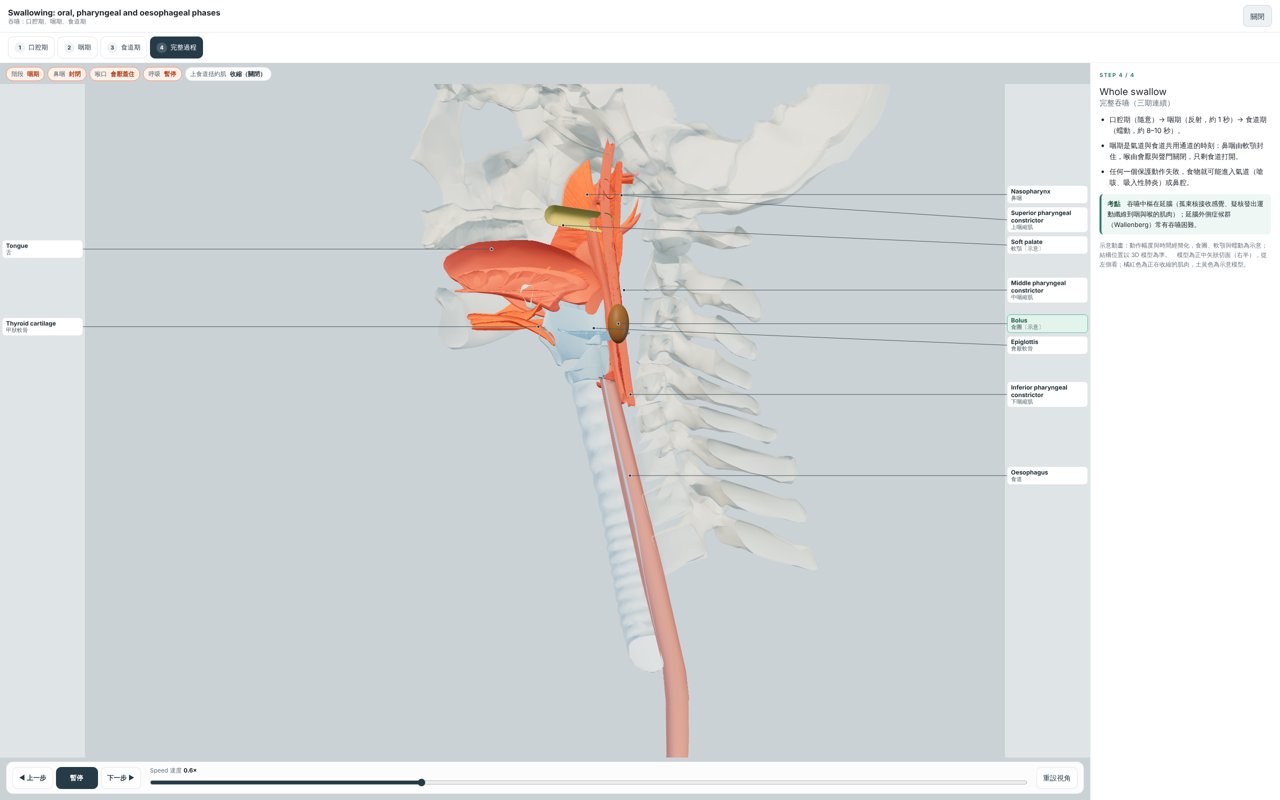 Swallowing: oral, pharyngeal and oesophageal phases
吞嚥：口腔期、咽期、食道期
關閉
1 口腔期
2 咽期
3 食道期
4 完整過程
階段 咽期
鼻咽 封閉
喉口 會厭蓋住
呼吸 暫停
上食道括約肌 收縮（關閉）
Tongue
舌
Thyroid cartilage
甲狀軟骨
Nasopharynx
鼻咽
Superior pharyngeal
constrictor
上咽縮肌
Soft palate
軟顎〔示意〕
Middle pharyngeal
constrictor
中咽縮肌
Bolus
食團〔示意〕
Epiglottis
會厭軟骨
Inferior pharyngeal
constrictor
下咽縮肌
Oesophagus
食道
STEP 4 / 4
Whole swallow
完整吞嚥（三期連續）
• 口腔期（隨意）→ 咽期（反射，約 1 秒）→ 食道期
（蠕動，約 8–10 秒）。
• 咽期是氣道與食道共用通道的時刻：鼻咽由軟顎封
住，喉由會厭與聲門關閉，只剩食道打開。
• 任何一個保護動作失敗，食物就可能進入氣道（嗆
咳、吸入性肺炎）或鼻腔。
考點 吞嚥中樞在延腦（孤束核接收感覺、疑核發出運
動纖維到咽與喉的肌肉）；延腦外側症候群
（Wallenberg）常有吞嚥困難。
示意動畫：動作幅度與時間經簡化，食團、軟顎與蠕動為示意；
結構位置以 3D 模型為準。 模型為正中矢狀切面（右半），從
左側看；橘紅色為正在收縮的肌肉，土黃色為示意模型。
◀ 上一步
暫停
下一步 ▶
Speed 速度 0.6×
重設視角